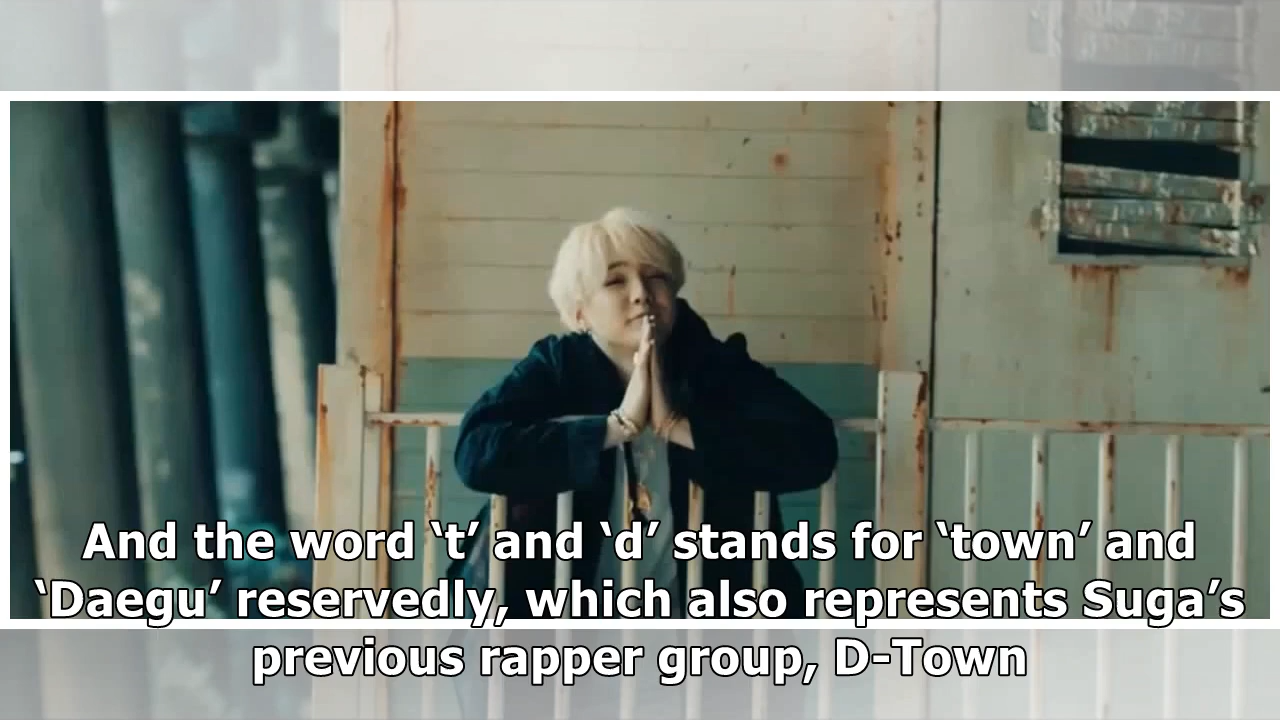 And the word ‘t’ and ‘d’ stands for ‘town’ and
‘Daegu’ reservedly, which also represents Suga’s
previous rapper group, D-Town